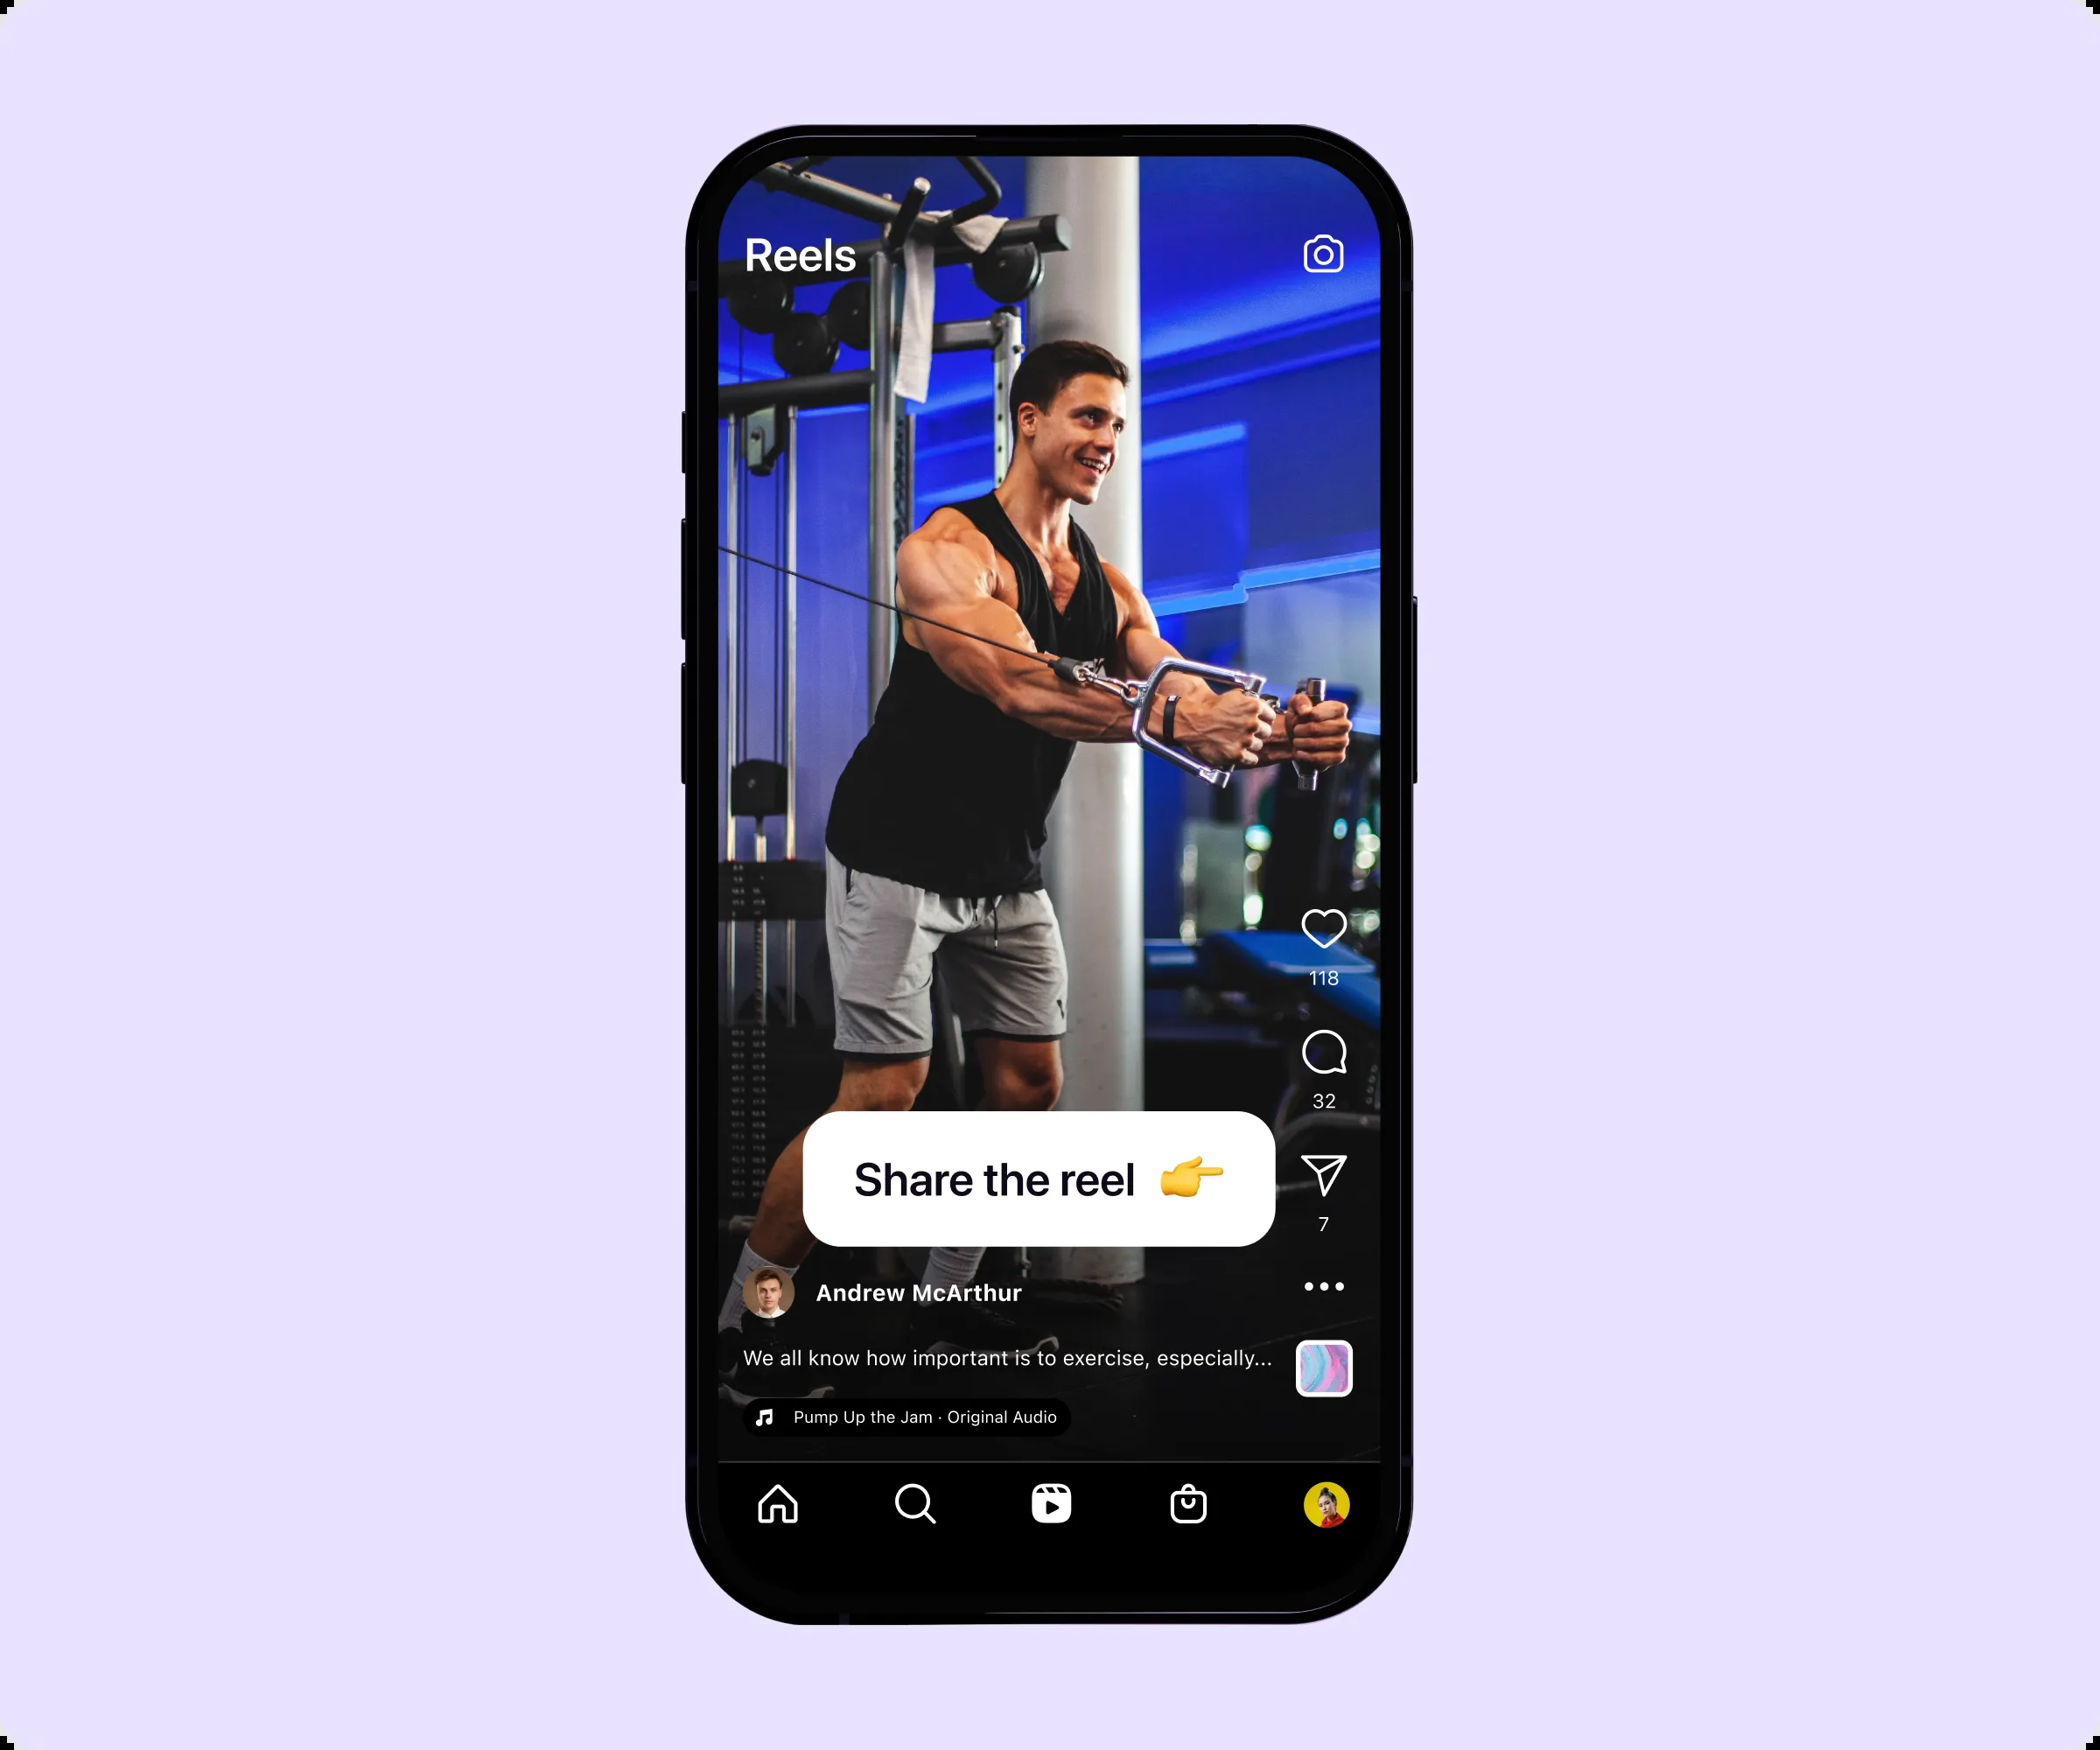 Reels
118
32
Share the reel 👉
7
Andrew McArthur
We all know how important is to exercise, especially...
Pump Up the Jam · Original Audio